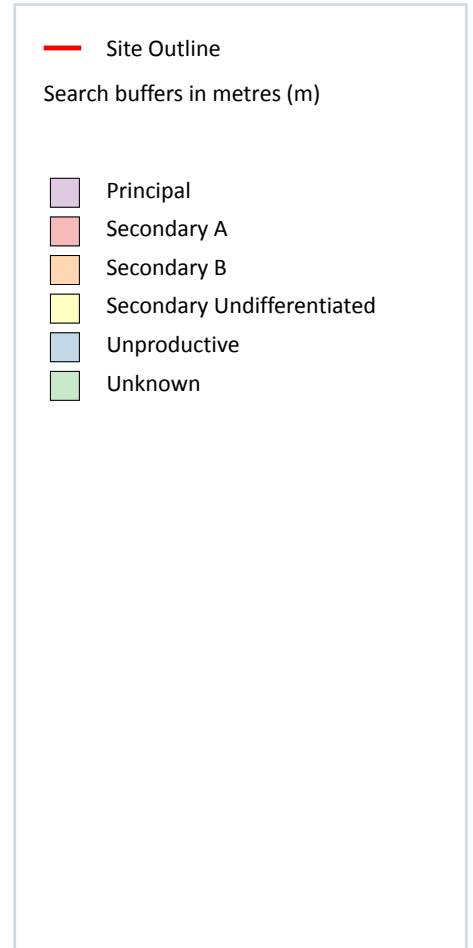 Site Outline
Search buffers in metres (m)
Principal
Secondary A
Secondary B
Secondary Undifferentiated
Unproductive
Unknown